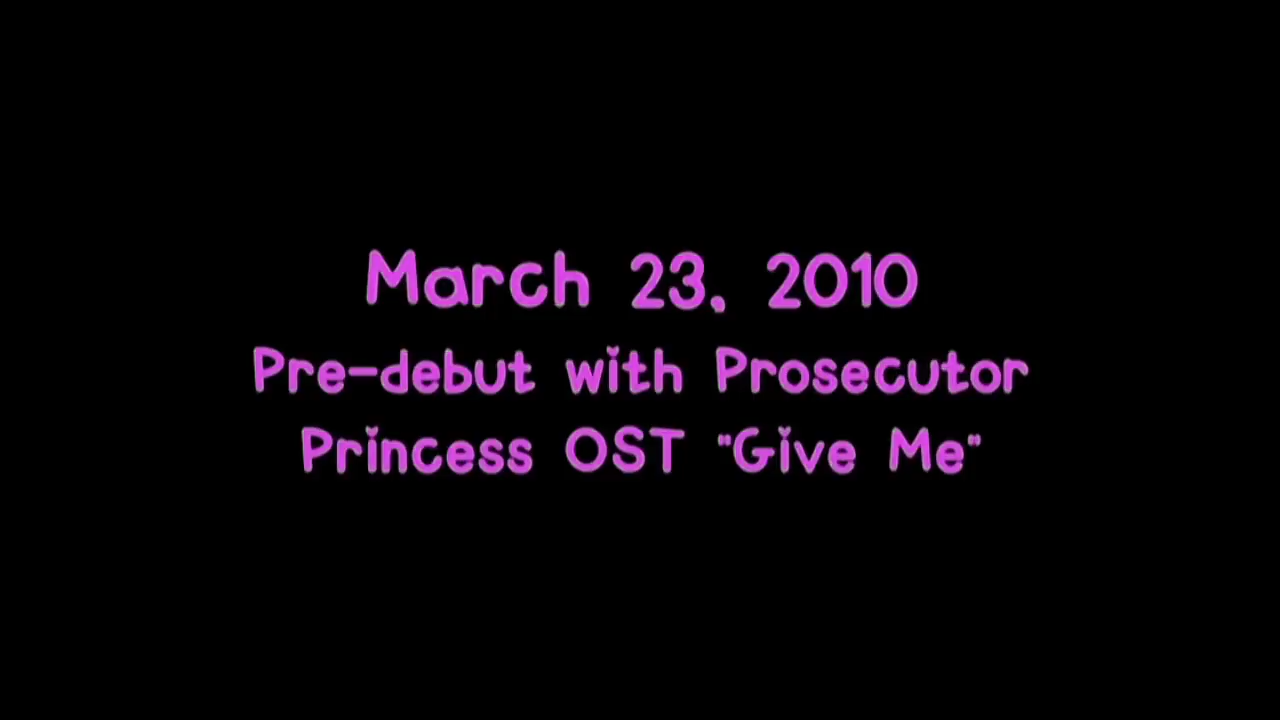 March 23, 2010
Pre-debut with Prosecutor
Princess OST "Give Me"